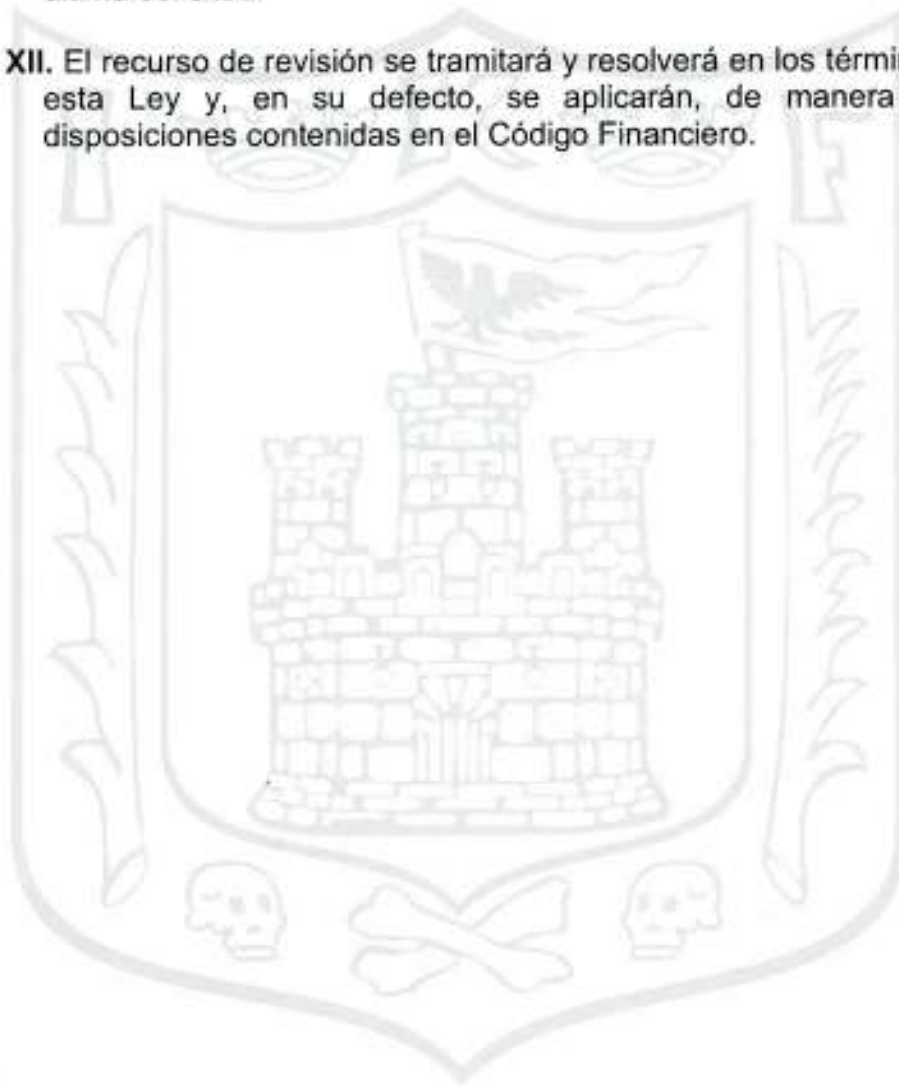 XII. El recurso de revisión se tramitará y resolverá en los térmi
esta Ley y, en su defecto, se aplicarán, de manera
disposiciones contenidas en el Código Financiero.
I K F